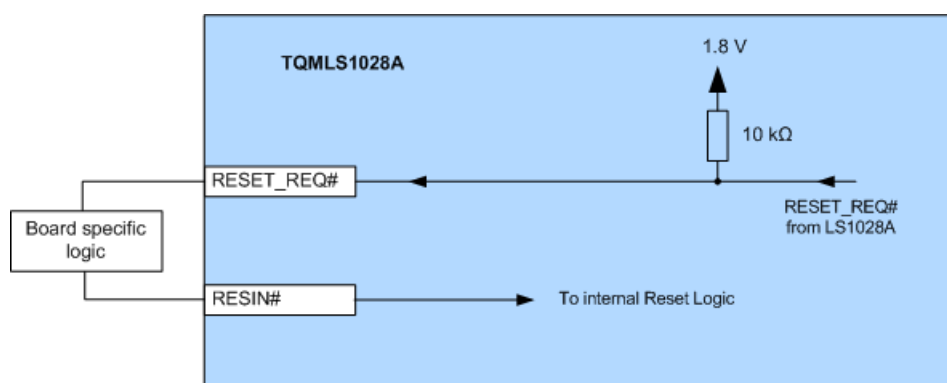 TQMLS1028A
1.8 V
10 kΩ
RESET_REQ#
RESET_REQ#
from LS1028A
Board specific
logic
RESIN#
To internal Reset Logic